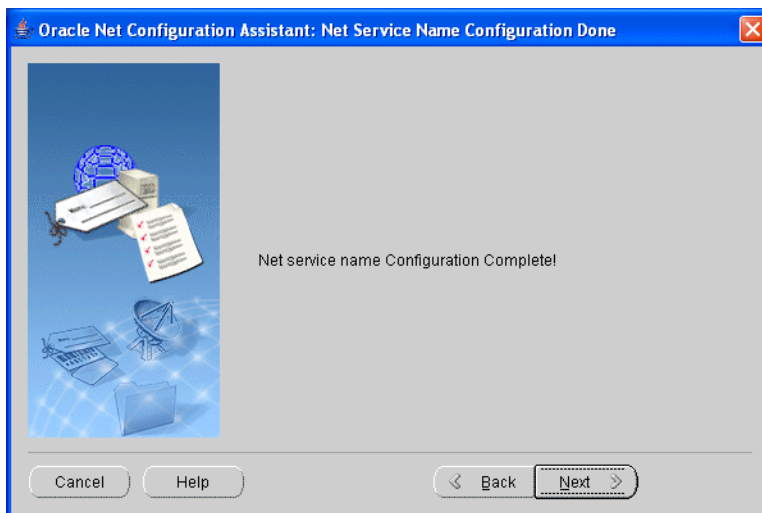 Oracle Net Configuration Assistant: Net Service Name Configuration Done
Net service name Configuration Complete!
Cancel
Help
Back
Next